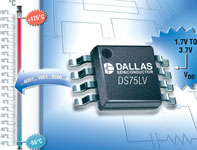 °C
+125°C
DALLAS
SEMICONDUCTOR
DS75LV
1.7V TO
3.7V
VDD
-55°C